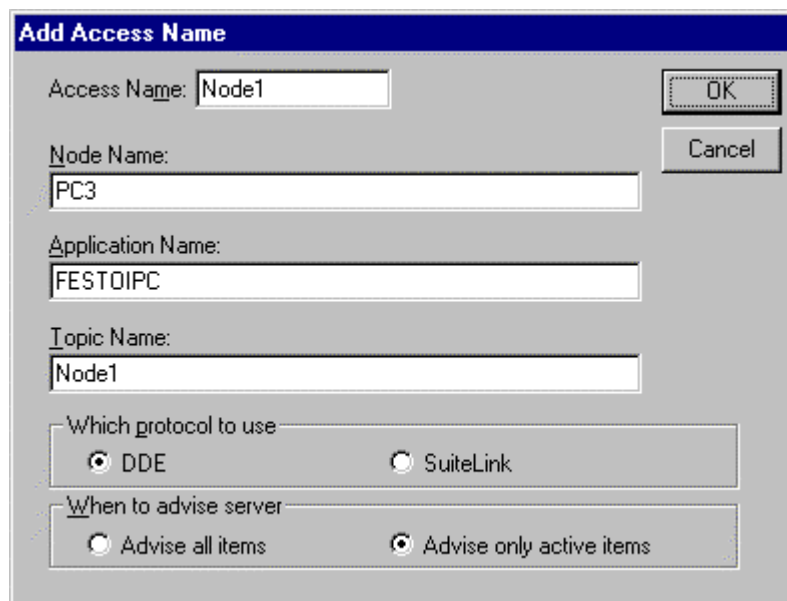 Add Access Name
Access Name: Node1
OK
Node Name:
Cancel
PC3
Application Name:
FESTOIPC
Topic Name:
Node1
Which protocol to use
DDE SuiteLink
When to advise server
Advise all items Advise only active items